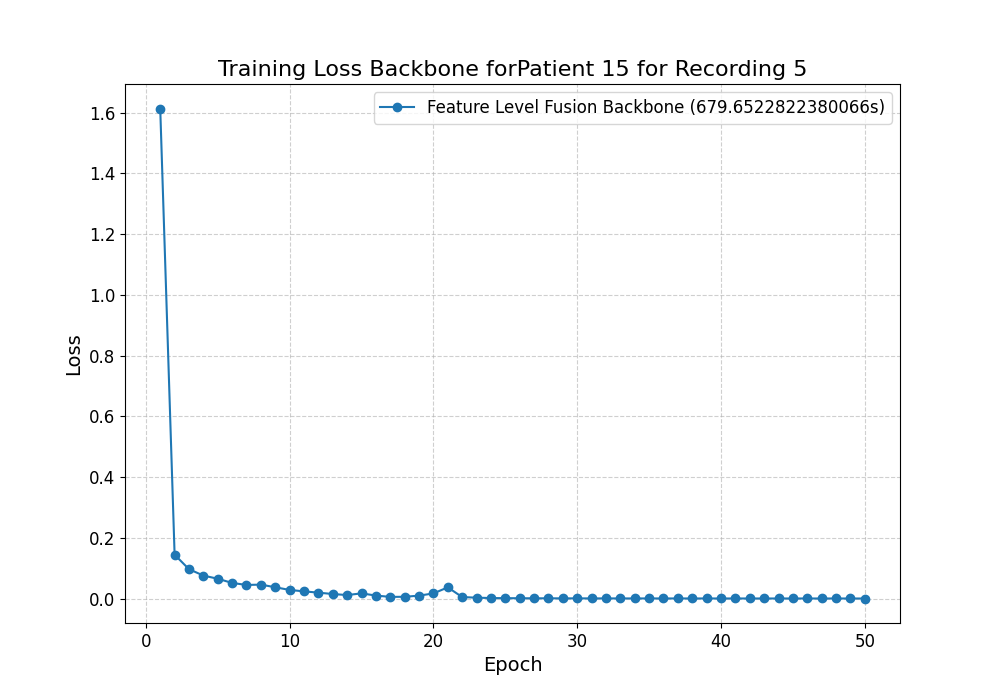 Training Loss Backbone forPatient 15 for Recording 5
Feature Level Fusion Backbone (679.6522822380066s)
1.6
1.4
1.2
1.0
0.8
0.6
0.4
0.2
0.0
Loss
0 10 20 30 40 50
Epoch